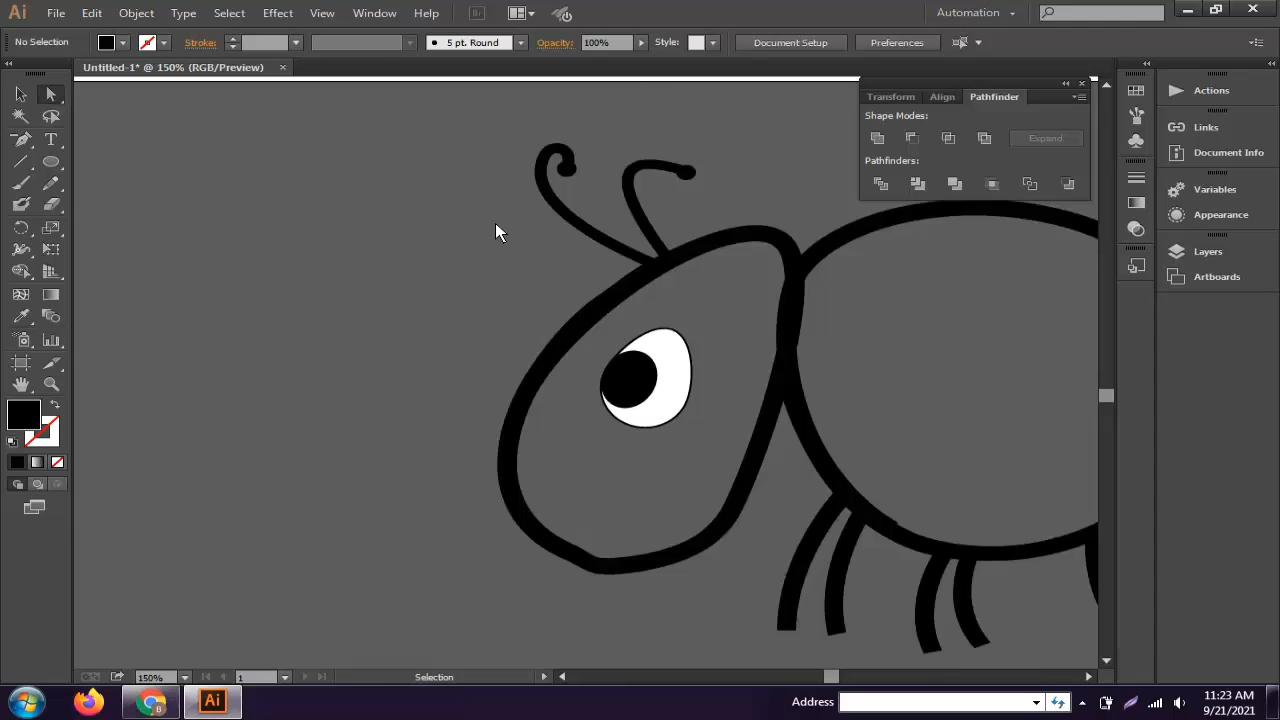 Ai File Edit Object Type Select Effect View Window Help Br Automation
No Selection Stroke: 5 pt. Round Opacity: 100% Style: Document Setup Preferences
Untitled-1* @ 150% (RGB/Preview)
Transform Align Pathfinder
Shape Modes:
Expand
Pathfinders:
Actions
Links
Document Info
Variables
Appearance
Layers
Artboards
150% 1 Selection
Ai Address 11:23 AM
9/21/2021